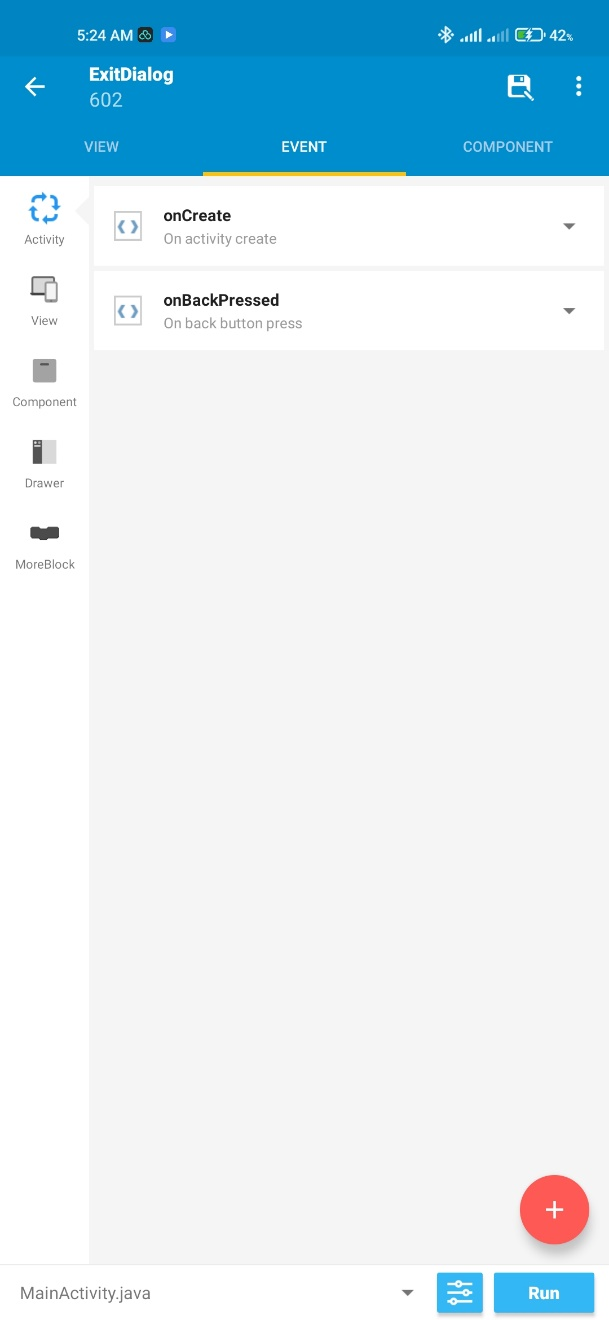 5:24 AM
42%
ExitDialog
602
VIEW
EVENT
COMPONENT
Activity
onCreate
On activity create
View
onBackPressed
On back button press
Component
Drawer
MoreBlock
MainActivity.java
Run